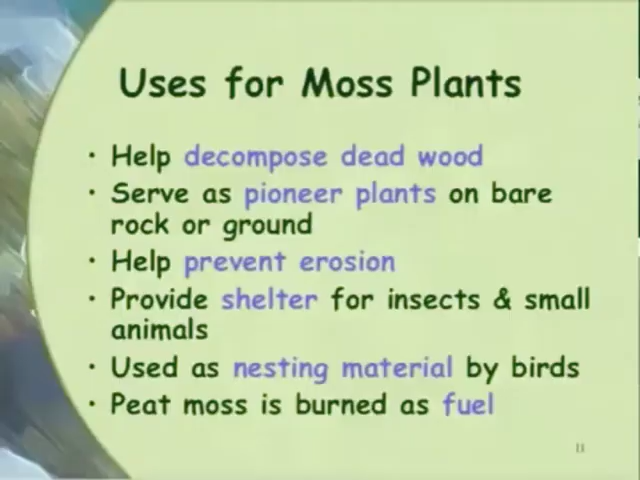 Uses for Moss Plants
• Help decompose dead wood
• Serve as pioneer plants on bare
rock or ground
• Help prevent erosion
• Provide shelter for insects & small
animals
• Used as nesting material by birds
• Peat moss is burned as fuel
11